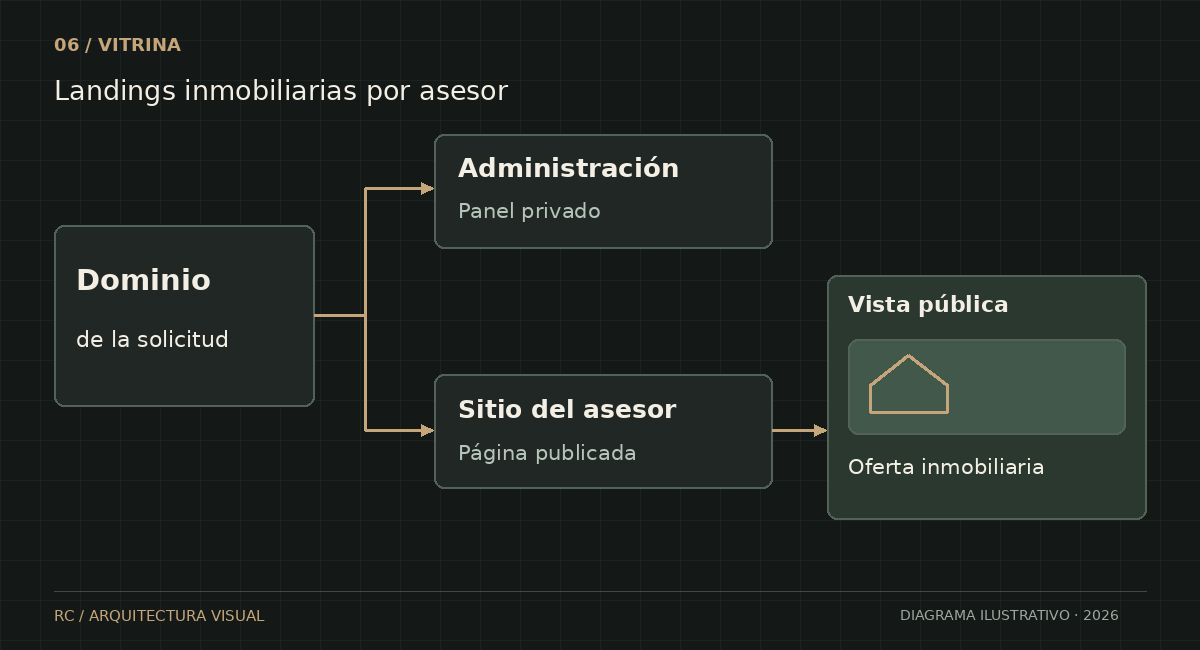 06 / VITRINA
Landings inmobiliarias por asesor
Dominio
de la solicitud
Administración
Panel privado
Sitio del asesor
Página publicada
Vista pública
Oferta inmobiliaria
RC / ARQUITECTURA VISUAL
DIAGRAMA ILUSTRATIVO · 2026